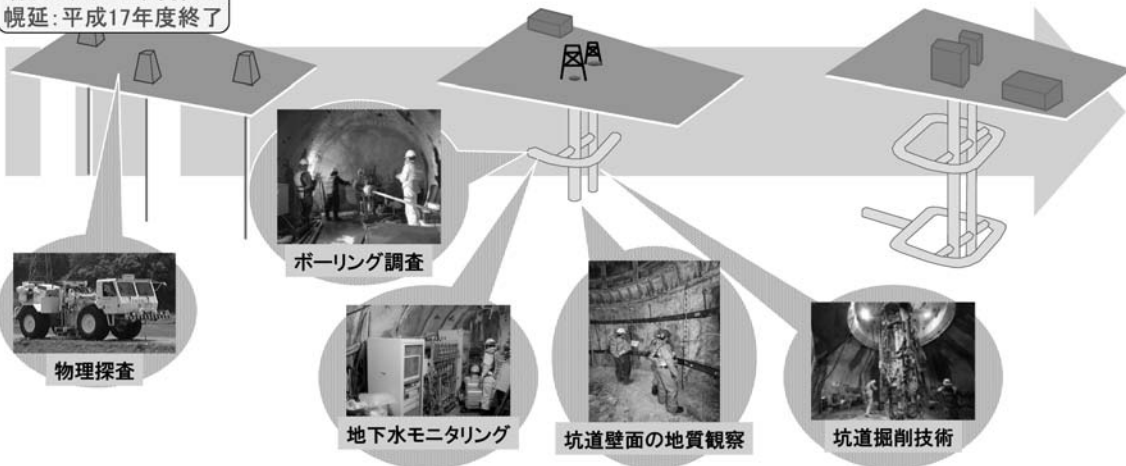 幌延：平成17年度終了
ボーリング調査
物理探査
地下水モニタリング
坑道壁面の地質観察
坑道掘削技術